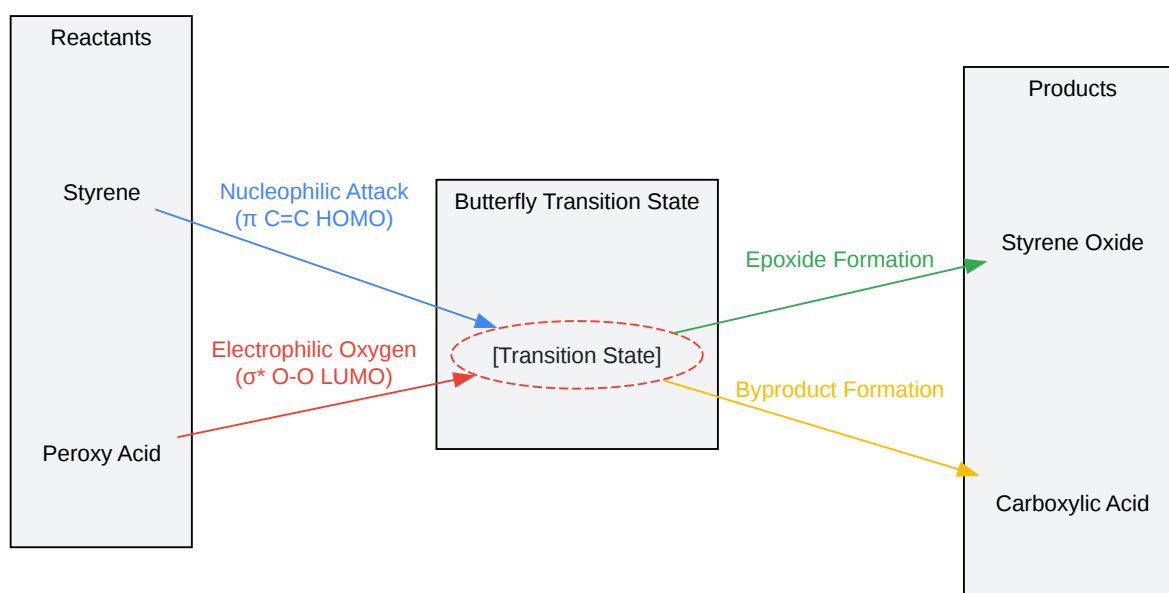 Reactants
Styrene
Peroxy Acid
Nucleophilic Attack
(π C=C HOMO)
Electrophilic Oxygen
(σ* O-O LUMO)
Butterfly Transition State
[Transition State]
Epoxide Formation
Byproduct Formation
Products
Styrene Oxide
Carboxylic Acid